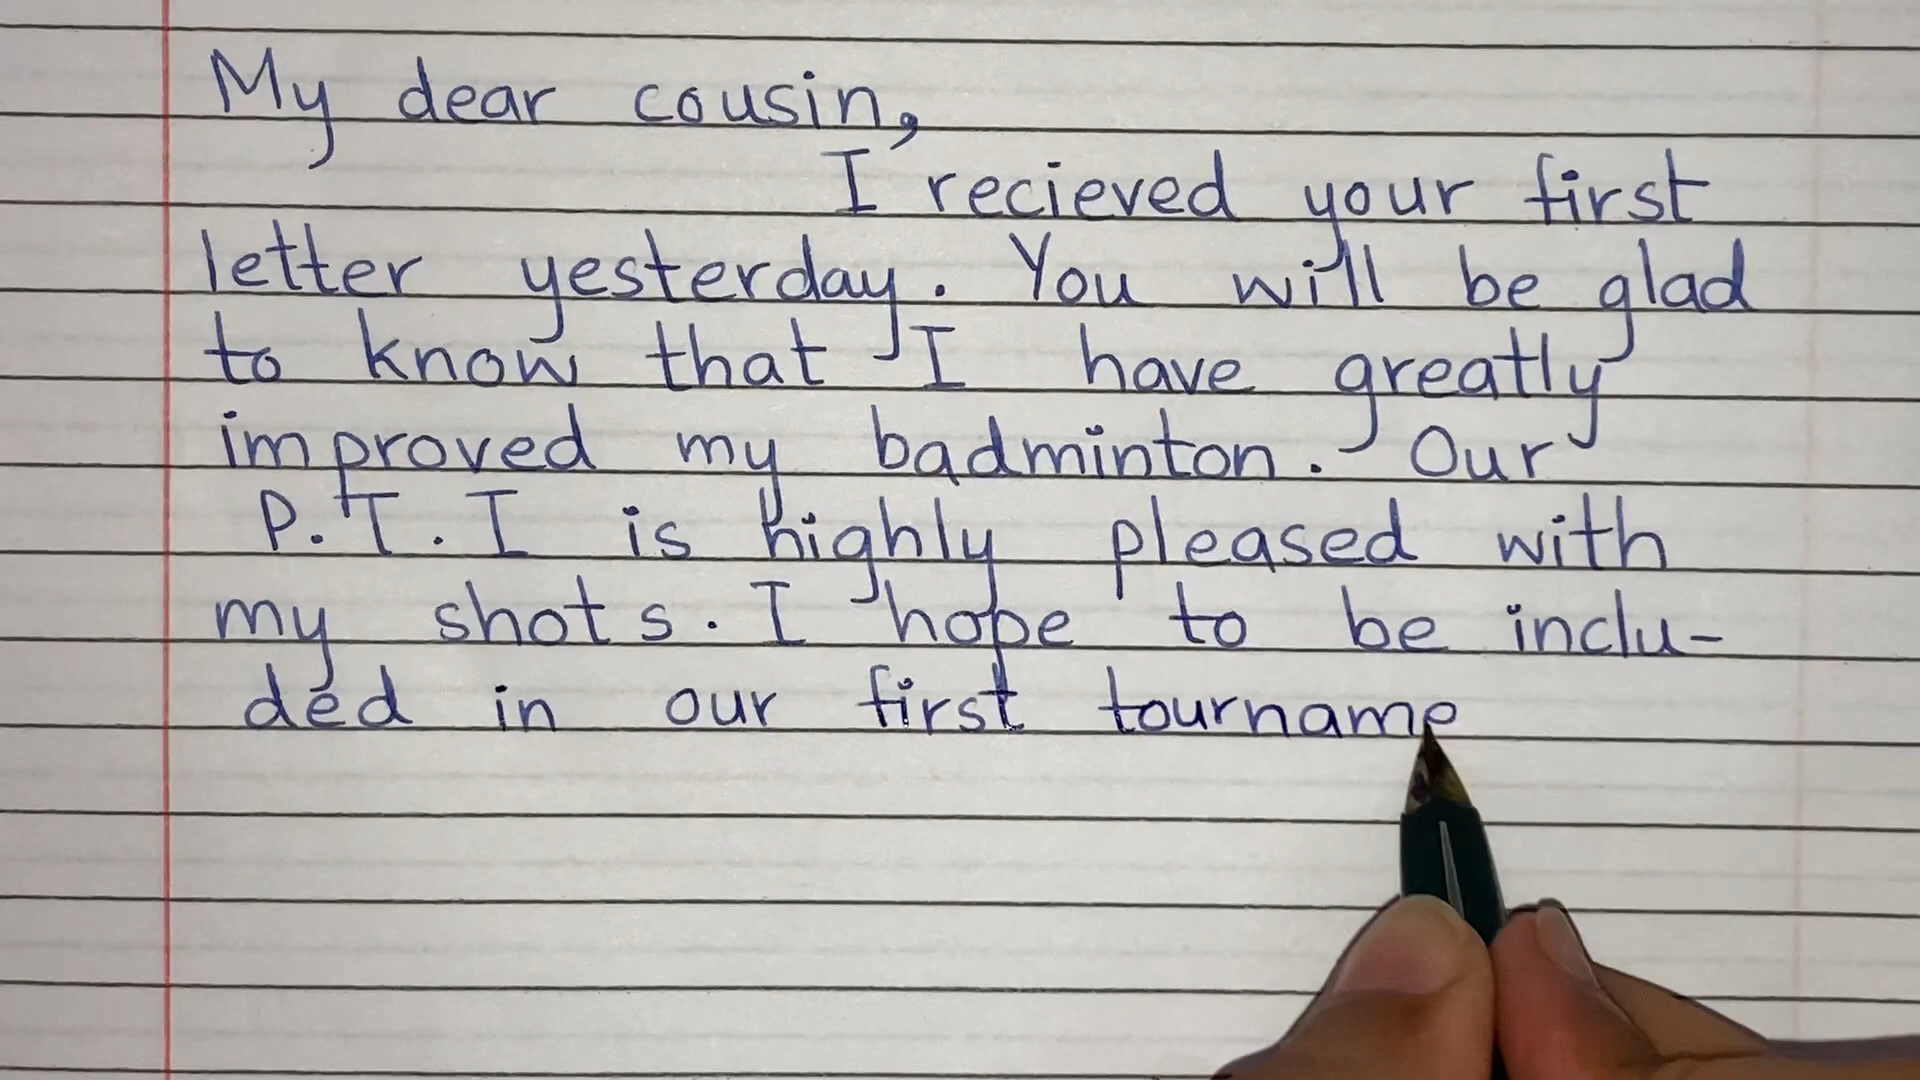 My dear cousin,
I recieved your first
letter yesterday. You will be glad
to know that I have greatly
improved my badminton. Our
P.T.I is highly pleased with
my shots. I hope to be inclu-
ded in our first tourname